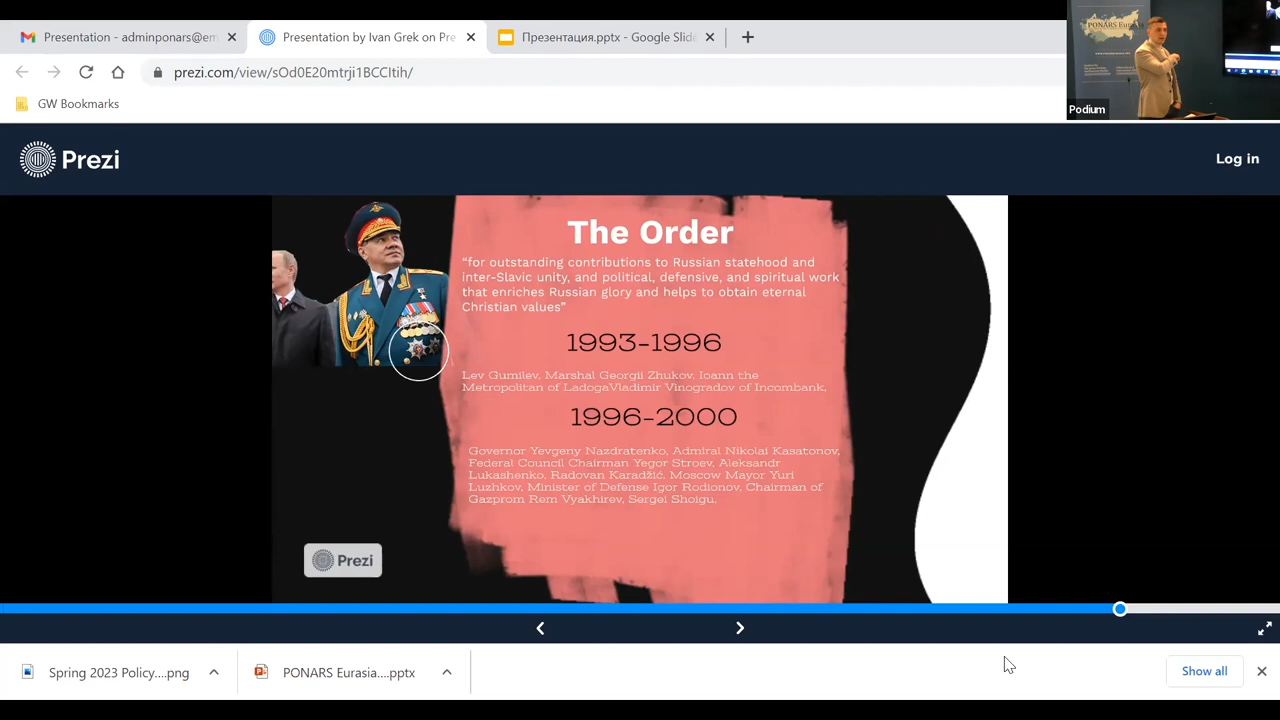 Presentation - adminponars@em
Presentation by Ivan Grek on Pre
Презентация.pptx - Google Slide
prezi.com/view/sOd0E20mtrji1BCCltlh/
GW Bookmarks
PONARS Eurasia
Podium
Prezi
Log in
The Order
“for outstanding contributions to Russian statehood and
inter-Slavic unity, and political, defensive, and spiritual work
that enriches Russian glory and helps to obtain eternal
Christian values”
1993-1996
Lev Gumilev, Marshal Georgii Zhukov, Ioann the
Metropolitan of LadogaVladimir Vinogradov of Incombank,
1996-2000
Governor Yevgeny Nazdratenko, Admiral Nikolai Kasatonov,
Federal Council Chairman Yegor Stroev, Aleksandr
Lukashenko, Radovan Karadžić, Moscow Mayor Yuri
Luzhkov, Minister of Defense Igor Rodionov, Chairman of
Gazprom Rem Vyakhirev, Sergei Shoigu,
Prezi
Spring 2023 Policy....png
PONARS Eurasia....pptx
Show all